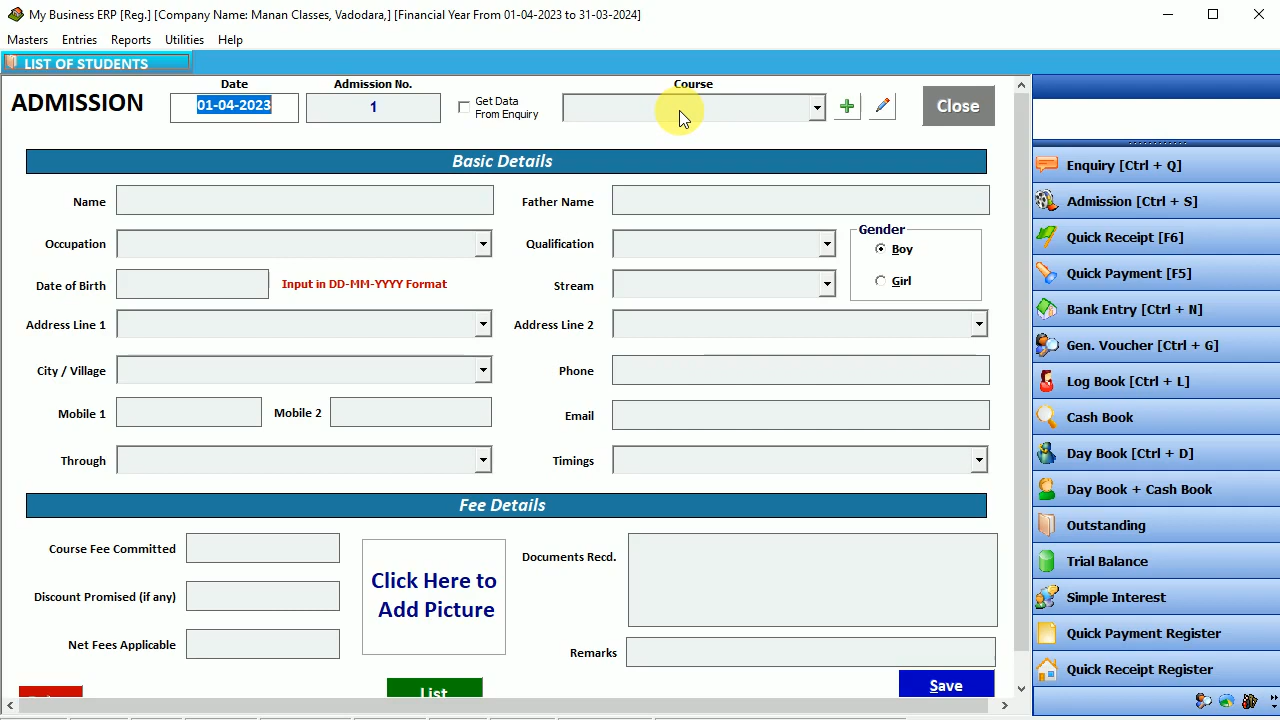 My Business ERP [Reg.] [Company Name: Manan Classes, Vadodara,] [Financial Year From 01-04-2023 to 31-03-2024]
Masters Entries Reports Utilities Help
LIST OF STUDENTS
ADMISSION
Date
01-04-2023
Admission No.
1
Get Data
From Enquiry
Course
Close
Basic Details
Name
Father Name
Occupation
Qualification
Gender
Boy
Girl
Date of Birth
Input in DD-MM-YYYY Format
Stream
Address Line 1
Address Line 2
City / Village
Phone
Mobile 1
Mobile 2
Email
Through
Timings
Fee Details
Course Fee Committed
Discount Promised (if any)
Net Fees Applicable
Click Here to
Add Picture
Documents Recd.
Remarks
List
Save
Enquiry [Ctrl + Q]
Admission [Ctrl + S]
Quick Receipt [F6]
Quick Payment [F5]
Bank Entry [Ctrl + N]
Gen. Voucher [Ctrl + G]
Log Book [Ctrl + L]
Cash Book
Day Book [Ctrl + D]
Day Book + Cash Book
Outstanding
Trial Balance
Simple Interest
Quick Payment Register
Quick Receipt Register